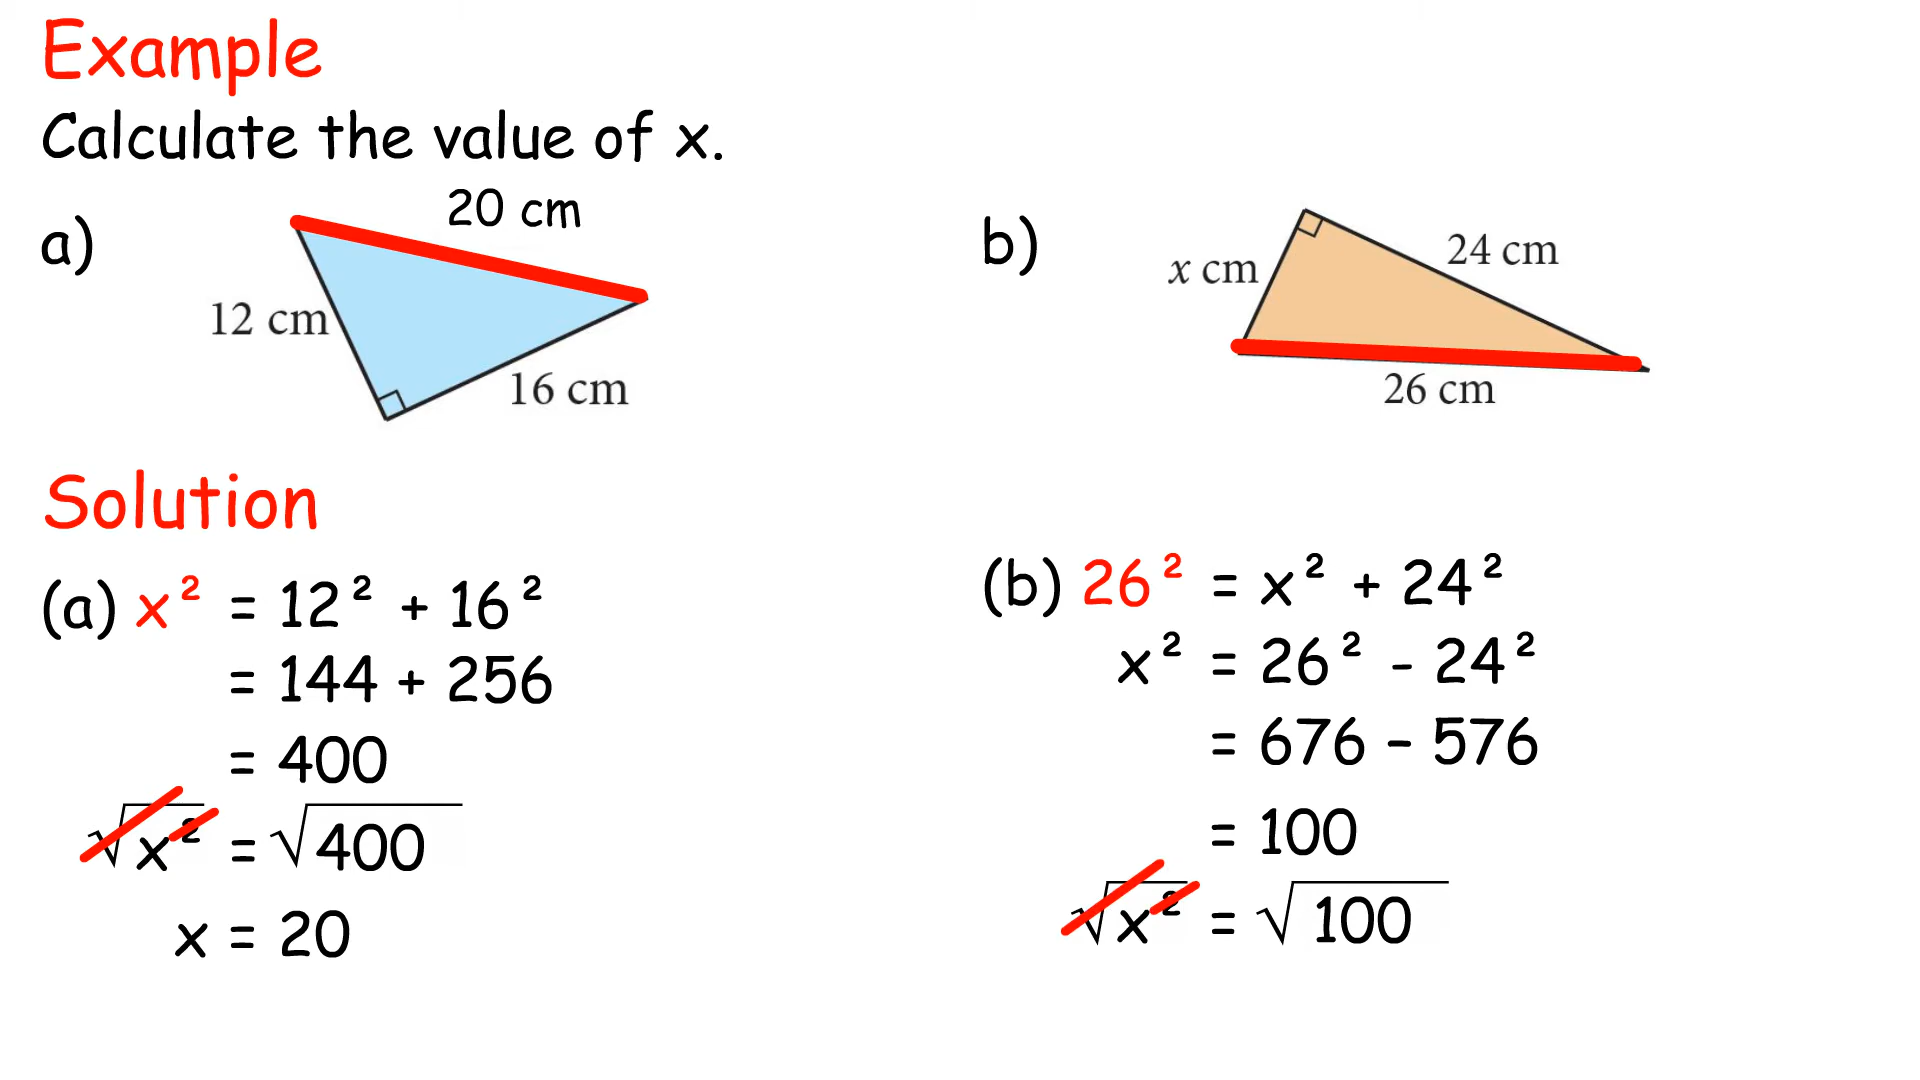 Example
Calculate the value of x.
a)
20 cm
12 cm
16 cm
b)
x cm
24 cm
26 cm
Solution
(a) x² = 12² + 16²
= 144 + 256
= 400
√x² = √400
x = 20
(b) 26² = x² + 24²
x² = 26² - 24²
= 676 - 576
= 100
√x² = √100